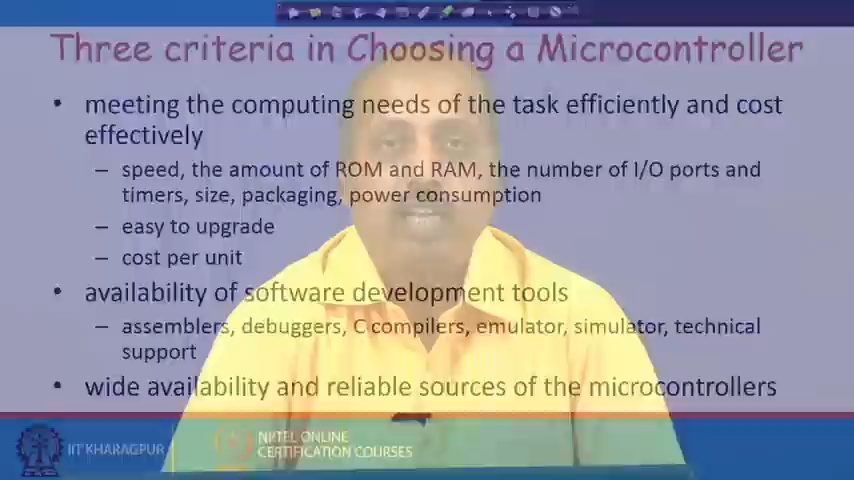 Three criteria in Choosing a Microcontroller
• meeting the computing needs of the task efficiently and cost
effectively
– speed, the amount of ROM and RAM, the number of I/O ports and
timers, size, packaging, power consumption
– easy to upgrade
– cost per unit
• availability of software development tools
– assemblers, debuggers, C compilers, emulator, simulator, technical
support
• wide availability and reliable sources of the microcontrollers
IIT KHARAGPUR
NPTEL ONLINE
CERTIFICATION COURSES